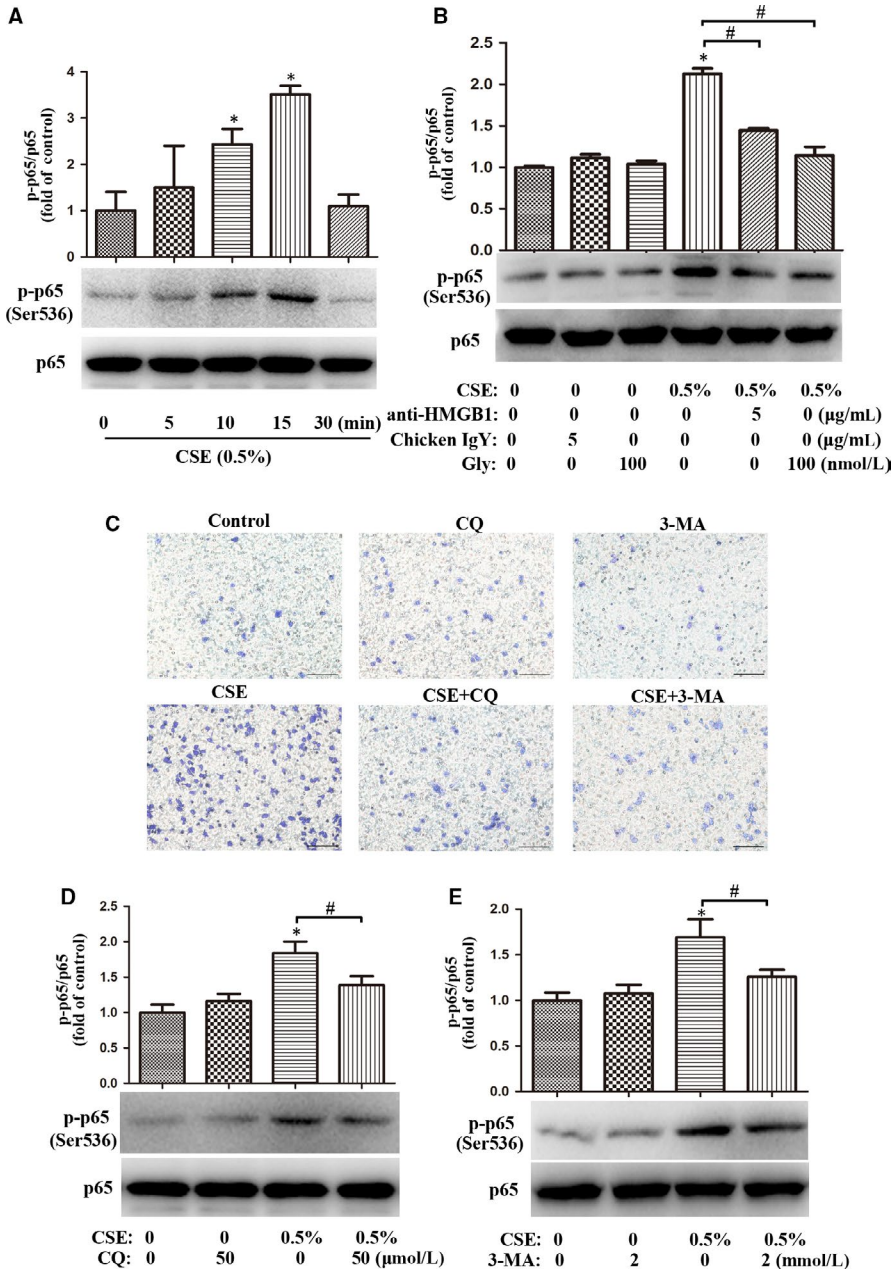 A
p-p65/p65
(fold of control)
4
3
2
1
0
*
*
p-p65
(Ser536)
p65
0 5 10 15 30 (min)
CSE (0.5%)
B
p-p65/p65
(fold of control)
2.5
2.0
1.5
1.0
0.5
0.0
#
#
*
p-p65
(Ser536)
p65
CSE: 0 0 0 0.5% 0.5% 0.5%
anti-HMGB1: 0 0 0 0 5 0 (μg/mL)
Chicken IgY: 0 5 0 0 0 0 (μg/mL)
Gly: 0 0 100 0 0 100 (nmol/L)
C
Control CQ 3-MA
CSE CSE+CQ CSE+3-MA
D
p-p65/p65
(fold of control)
2.5
2.0
1.5
1.0
0.5
0.0
#
*
p-p65
(Ser536)
p65
CSE: 0 0 0.5% 0.5%
CQ: 0 50 0 50 (μmol/L)
E
p-p65/p65
(fold of control)
2.0
1.5
1.0
0.5
0.0
#
*
p-p65
(Ser536)
p65
CSE: 0 0 0.5% 0.5%
3-MA: 0 2 0 2 (mmol/L)